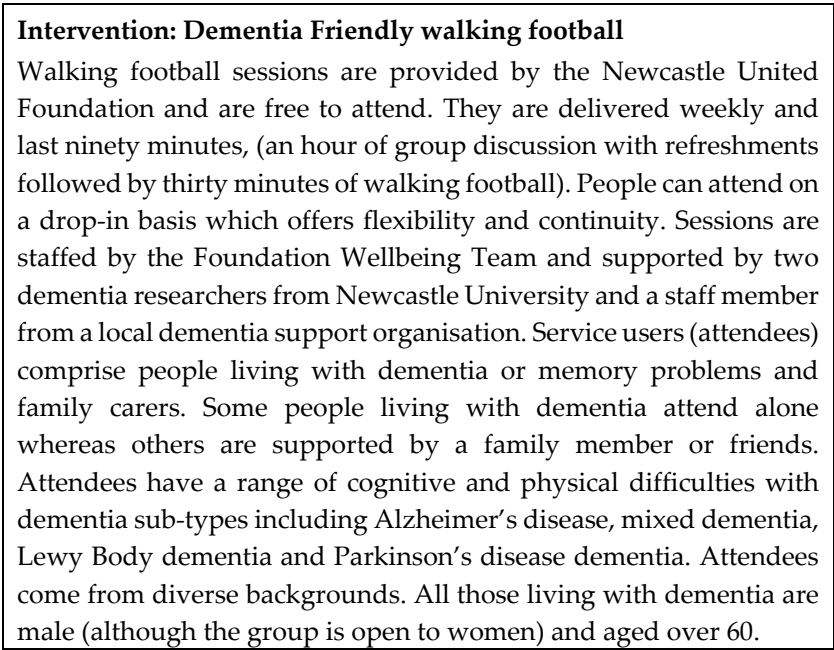 Intervention: Dementia Friendly walking football
Walking football sessions are provided by the Newcastle United
Foundation and are free to attend. They are delivered weekly and
last ninety minutes, (an hour of group discussion with refreshments
followed by thirty minutes of walking football). People can attend on
a drop-in basis which offers flexibility and continuity. Sessions are
staffed by the Foundation Wellbeing Team and supported by two
dementia researchers from Newcastle University and a staff member
from a local dementia support organisation. Service users (attendees)
comprise people living with dementia or memory problems and
family carers. Some people living with dementia attend alone
whereas others are supported by a family member or friends.
Attendees have a range of cognitive and physical difficulties with
dementia sub-types including Alzheimer’s disease, mixed dementia,
Lewy Body dementia and Parkinson’s disease dementia. Attendees
come from diverse backgrounds. All those living with dementia are
male (although the group is open to women) and aged over 60.